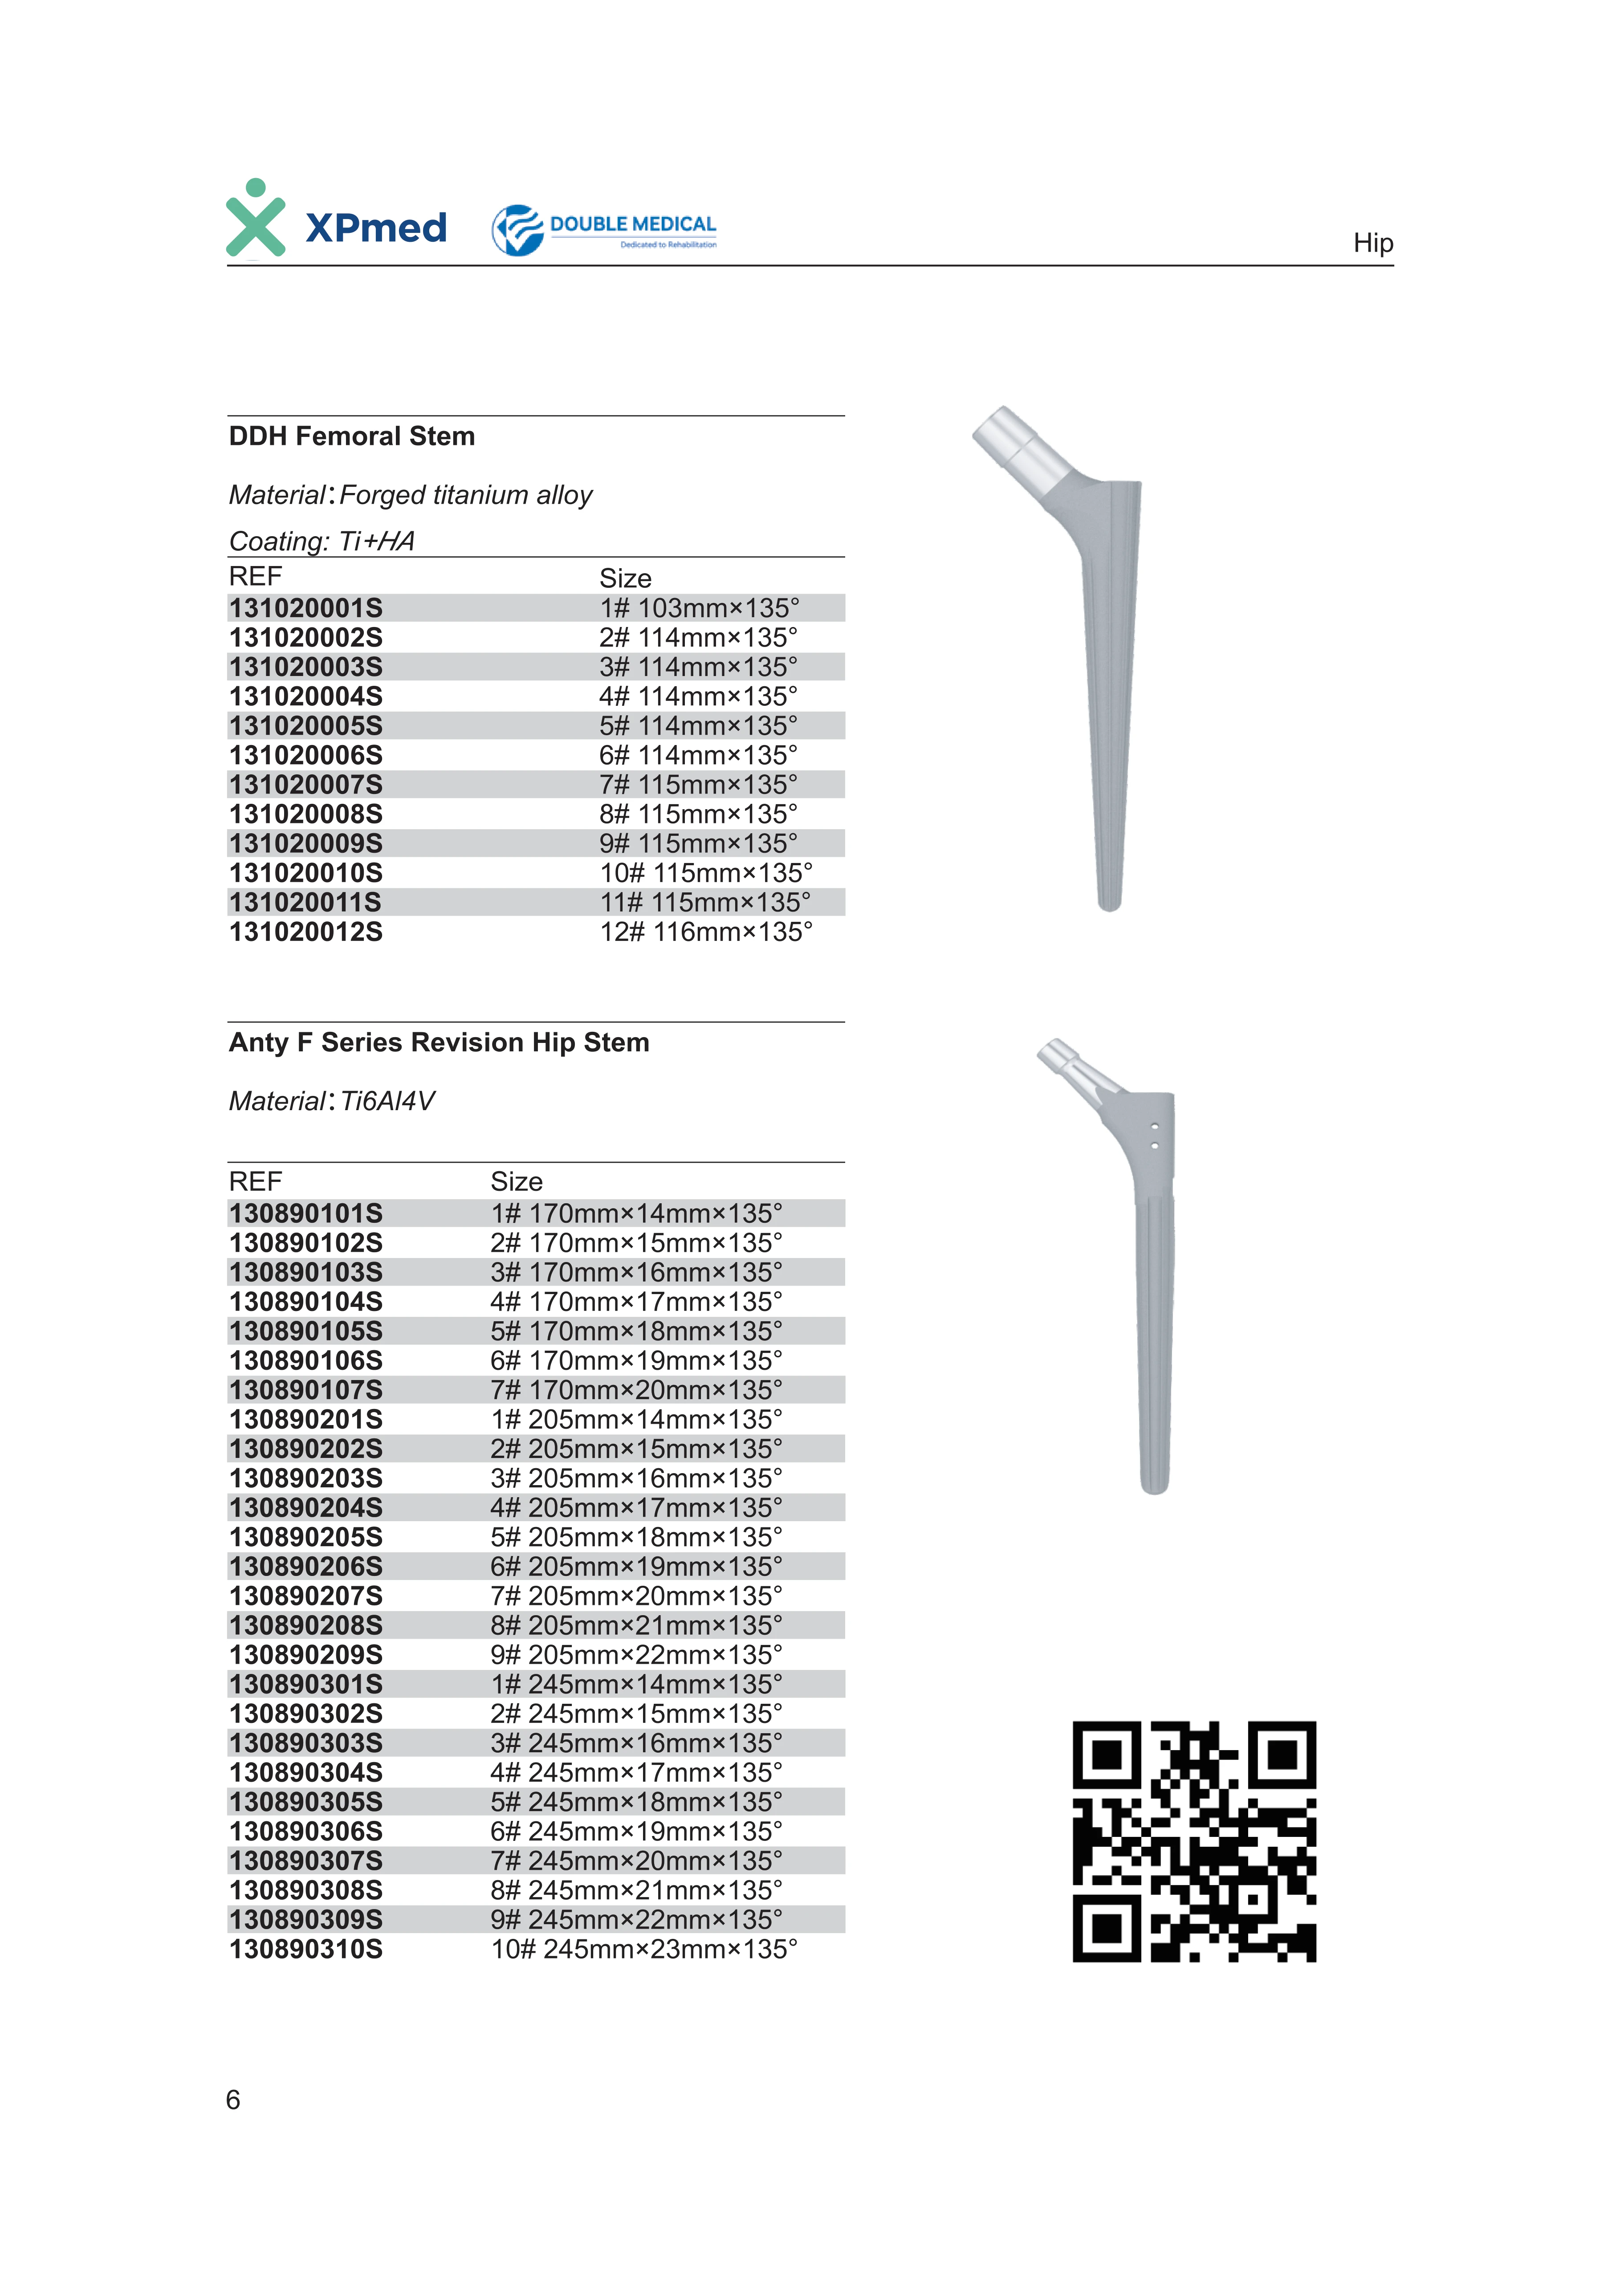 XPmed
DOUBLE MEDICAL
Dedicated to Rehabilitation
Hip
DDH Femoral Stem
Material:Forged titanium alloy
Coating: Ti+HA
REF Size
131020001S 1# 103mm×135°
131020002S 2# 114mm×135°
131020003S 3# 114mm×135°
131020004S 4# 114mm×135°
131020005S 5# 114mm×135°
131020006S 6# 114mm×135°
131020007S 7# 115mm×135°
131020008S 8# 115mm×135°
131020009S 9# 115mm×135°
131020010S 10# 115mm×135°
131020011S 11# 115mm×135°
131020012S 12# 116mm×135°
Anty F Series Revision Hip Stem
Material:Ti6Al4V
REF Size
130890101S 1# 170mm×14mm×135°
130890102S 2# 170mm×15mm×135°
130890103S 3# 170mm×16mm×135°
130890104S 4# 170mm×17mm×135°
130890105S 5# 170mm×18mm×135°
130890106S 6# 170mm×19mm×135°
130890107S 7# 170mm×20mm×135°
130890201S 1# 205mm×14mm×135°
130890202S 2# 205mm×15mm×135°
130890203S 3# 205mm×16mm×135°
130890204S 4# 205mm×17mm×135°
130890205S 5# 205mm×18mm×135°
130890206S 6# 205mm×19mm×135°
130890207S 7# 205mm×20mm×135°
130890208S 8# 205mm×21mm×135°
130890209S 9# 205mm×22mm×135°
130890301S 1# 245mm×14mm×135°
130890302S 2# 245mm×15mm×135°
130890303S 3# 245mm×16mm×135°
130890304S 4# 245mm×17mm×135°
130890305S 5# 245mm×18mm×135°
130890306S 6# 245mm×19mm×135°
130890307S 7# 245mm×20mm×135°
130890308S 8# 245mm×21mm×135°
130890309S 9# 245mm×22mm×135°
130890310S 10# 245mm×23mm×135°
6